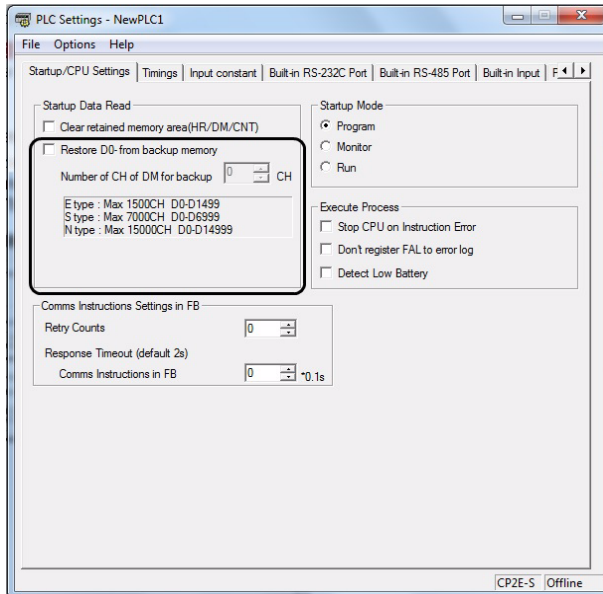 PLC Settings - NewPLC1
File Options Help
Startup/CPU Settings Timings Input constant Built-in RS-232C Port Built-in RS-485 Port Built-in Input F
Startup Data Read
Clear retained memory area(HR/DM/CNT)
Restore D0- from backup memory
Number of CH of DM for backup 0 CH
E type : Max 1500CH D0-D1499
S type : Max 7000CH D0-D6999
N type : Max 15000CH D0-D14999
Startup Mode
Program
Monitor
Run
Execute Process
Stop CPU on Instruction Error
Don't register FAL to error log
Detect Low Battery
Comms Instructions Settings in FB
Retry Counts 0
Response Timeout (default 2s)
Comms Instructions in FB 0 *0.1s
CP2E-S Offline